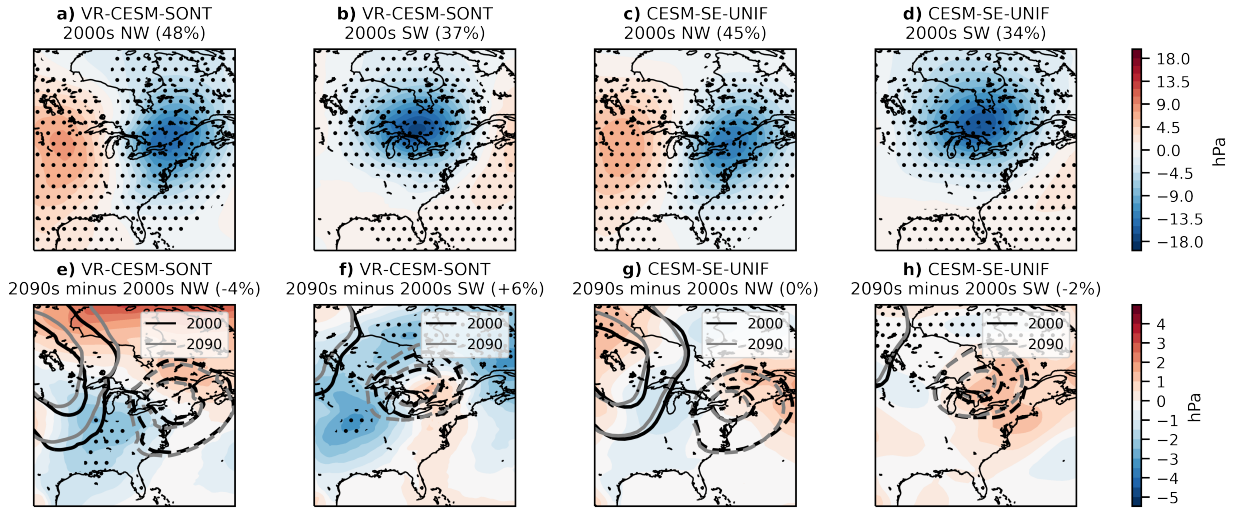 a) VR-CESM-SONT
2000s NW (48%)
b) VR-CESM-SONT
2000s SW (37%)
c) CESM-SE-UNIF
2000s NW (45%)
d) CESM-SE-UNIF
2000s SW (34%)
18.0
13.5
9.0
4.5
0.0
−4.5
−9.0
−13.5
−18.0
hPa
e) VR-CESM-SONT
2090s minus 2000s NW (-4%)
2000
2090
f) VR-CESM-SONT
2090s minus 2000s SW (+6%)
2000
2090
g) CESM-SE-UNIF
2090s minus 2000s NW (0%)
2000
2090
h) CESM-SE-UNIF
2090s minus 2000s SW (-2%)
2000
2090
4
3
2
1
0
−1
−2
−3
−4
−5
hPa